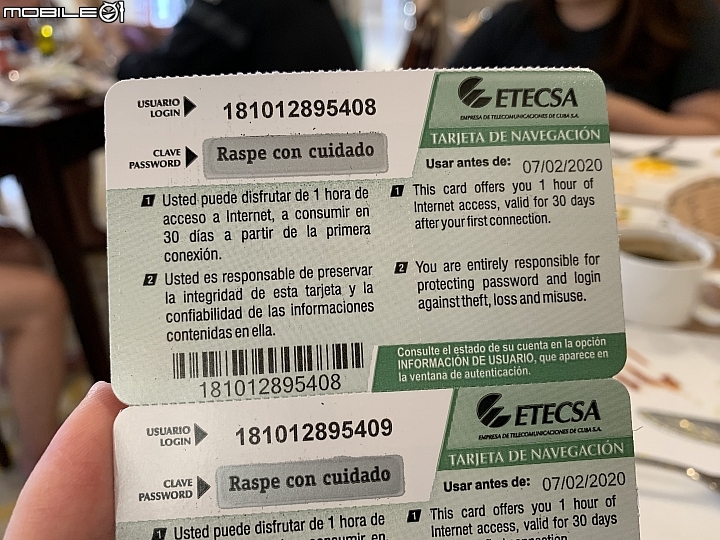 MOBILE01
USUARIO
LOGIN
181012895408
CLAVE
PASSWORD
Raspe con cuidado
ETECSA
EMPRESA DE TELECOMUNICACIONES DE CUBA S.A.
TARJETA DE NAVEGACIÓN
Usar antes de: 07/02/2020
1 Usted puede disfrutar de 1 hora de
acceso a Internet, a consumir en
30 días a partir de la primera
conexión.
2 Usted es responsable de preservar
la integridad de esta tarjeta y la
confiabilidad de las informaciones
contenidas en ella.
1 This card offers you 1 hour of
Internet access, valid for 30 days
after your first connection.
2 You are entirely responsible for
protecting password and login
against theft, loss and misuse.
181012895408
Consulte el estado de su cuenta en la opción
INFORMACIÓN DE USUARIO, que aparece en
la ventana de autenticación.
USUARIO
LOGIN
181012895409
CLAVE
PASSWORD
Raspe con cuidado
ETECSA
EMPRESA DE TELECOMUNICACIONES DE CUBA S.A.
TARJETA DE NAVEGACIÓN
Usar antes de: 07/02/2020
1 Usted puede disfrutar de 1 hora de
1 This card offers you 1 hour of
Internet access, valid for 30 days